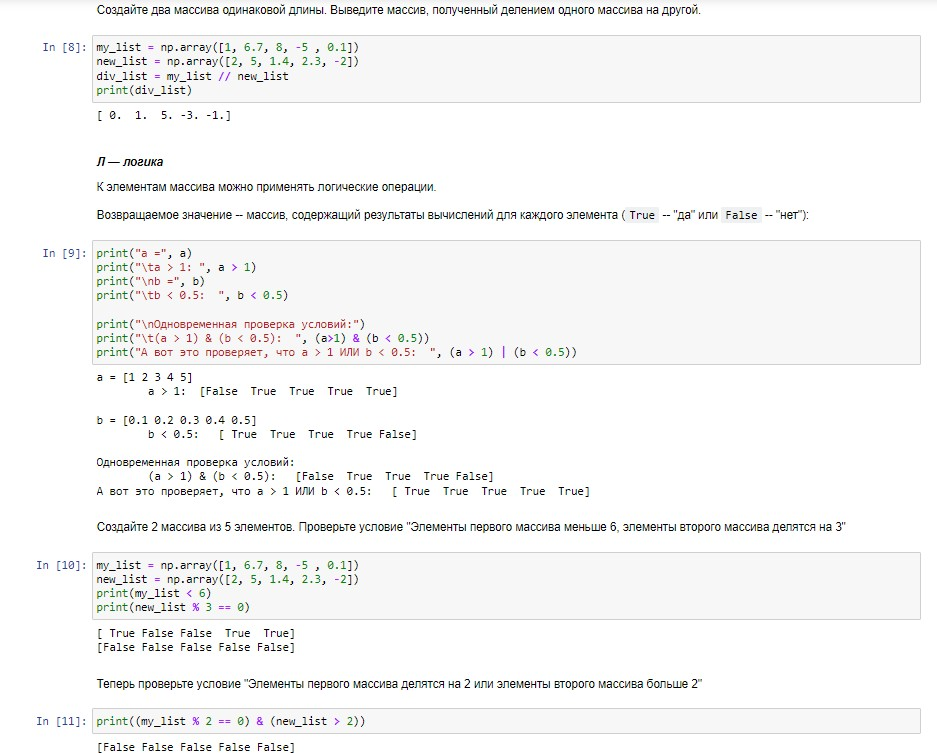 Создайте два массива одинаковой длины. Выведите массив, полученный делением одного массива на другой.
In [8]: my_list = np.array([1, 6.7, 8, -5 , 0.1])
new_list = np.array([2, 5, 1.4, 2.3, -2])
div_list = my_list // new_list
print(div_list)
[ 0.  1.  5. -3. -1.]
Л — логика
К элементам массива можно применять логические операции.
Возвращаемое значение -- массив, содержащий результаты вычислений для каждого элемента ( True -- "да" или False -- "нет"):
In [9]: print("a =", a)
print("\ta > 1: ", a > 1)
print("\nb =", b)
print("\tb < 0.5:  ", b < 0.5)
print("\nОдновременная проверка условий:")
print("\t(a > 1) & (b < 0.5):  ", (a>1) & (b < 0.5))
print("А вот это проверяет, что a > 1 ИЛИ b < 0.5:  ", (a > 1) | (b < 0.5))
a = [1 2 3 4 5]
a > 1:  [False  True  True  True  True]
b = [0.1 0.2 0.3 0.4 0.5]
b < 0.5:   [ True  True  True  True False]
Одновременная проверка условий:
(a > 1) & (b < 0.5):   [False  True  True  True False]
А вот это проверяет, что a > 1 ИЛИ b < 0.5:   [ True  True  True  True  True]
Создайте 2 массива из 5 элементов. Проверьте условие "Элементы первого массива меньше 6, элементы второго массива делятся на 3"
In [10]: my_list = np.array([1, 6.7, 8, -5 , 0.1])
new_list = np.array([2, 5, 1.4, 2.3, -2])
print(my_list < 6)
print(new_list % 3 == 0)
[ True False False  True  True]
[False False False False False]
Теперь проверьте условие "Элементы первого массива делятся на 2 или элементы второго массива больше 2"
In [11]: print((my_list % 2 == 0) & (new_list > 2))
[False False False False False]